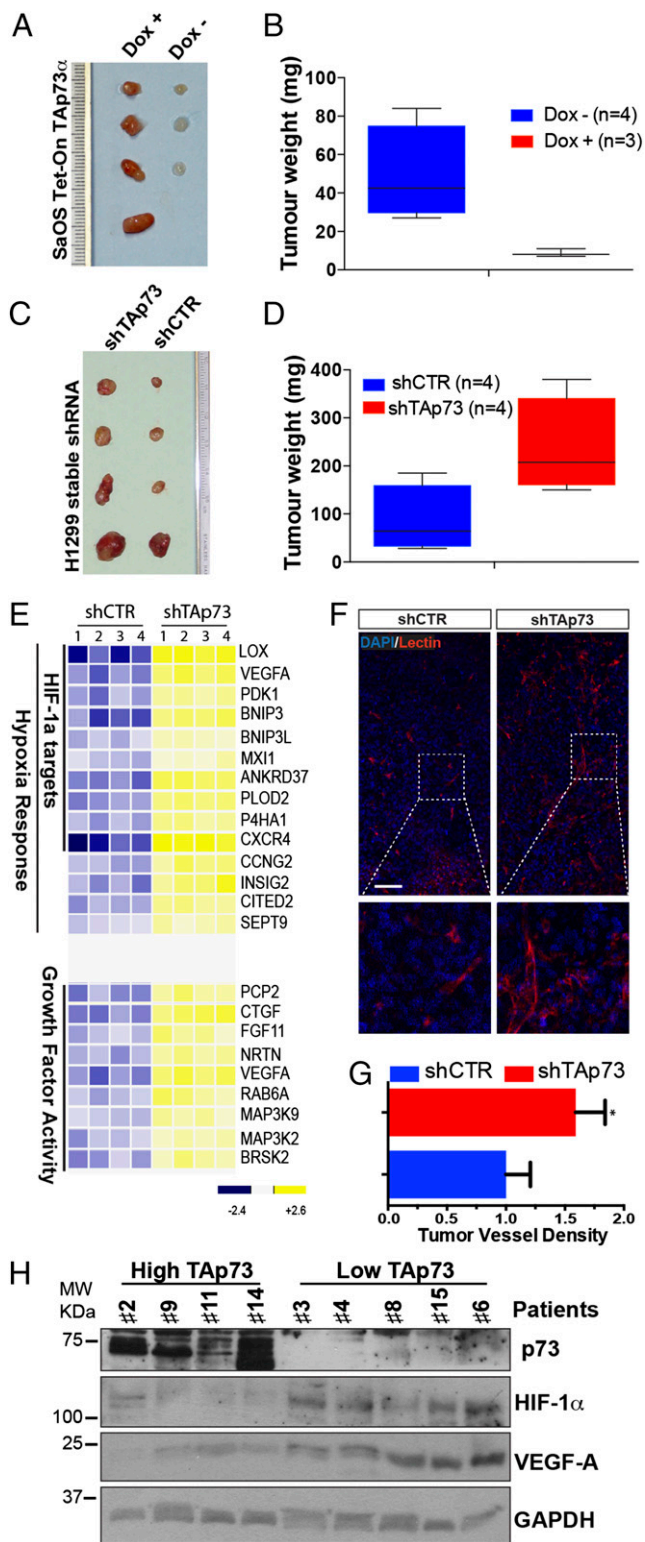 A
Dox +
Dox -
SaOS Tet-On TAp73α
B
Tumour weight (mg)
100
80
60
40
20
0
Dox - (n=4)
Dox + (n=3)
C
shTAp73
shCTR
H1299 stable shRNA
D
Tumour weight (mg)
400
300
200
100
0
shCTR (n=4)
shTAp73 (n=4)
E
shCTR
shTAp73
1 2 3 4 1 2 3 4
Hypoxia Response
HIF-1a targets
LOX
VEGFA
PDK1
BNIP3
BNIP3L
MXI1
ANKRD37
PLOD2
P4HA1
CXCR4
CCNG2
INSIG2
CITED2
SEPT9
Growth Factor Activity
PCP2
CTGF
FGF11
NRTN
VEGFA
RAB6A
MAP3K9
MAP3K2
BRSK2
-2.4
+2.6
F
shCTR
shTAp73
DAPI/Lectin
G
shCTR
shTAp73
*
0.0 0.5 1.0 1.5 2.0
Tumor Vessel Density
H
High TAp73
Low TAp73
MW
KDa
#2 #9 #11 #14 #3 #4 #8 #15 #6
Patients
75
p73
100
HIF-1α
25
VEGF-A
37
GAPDH